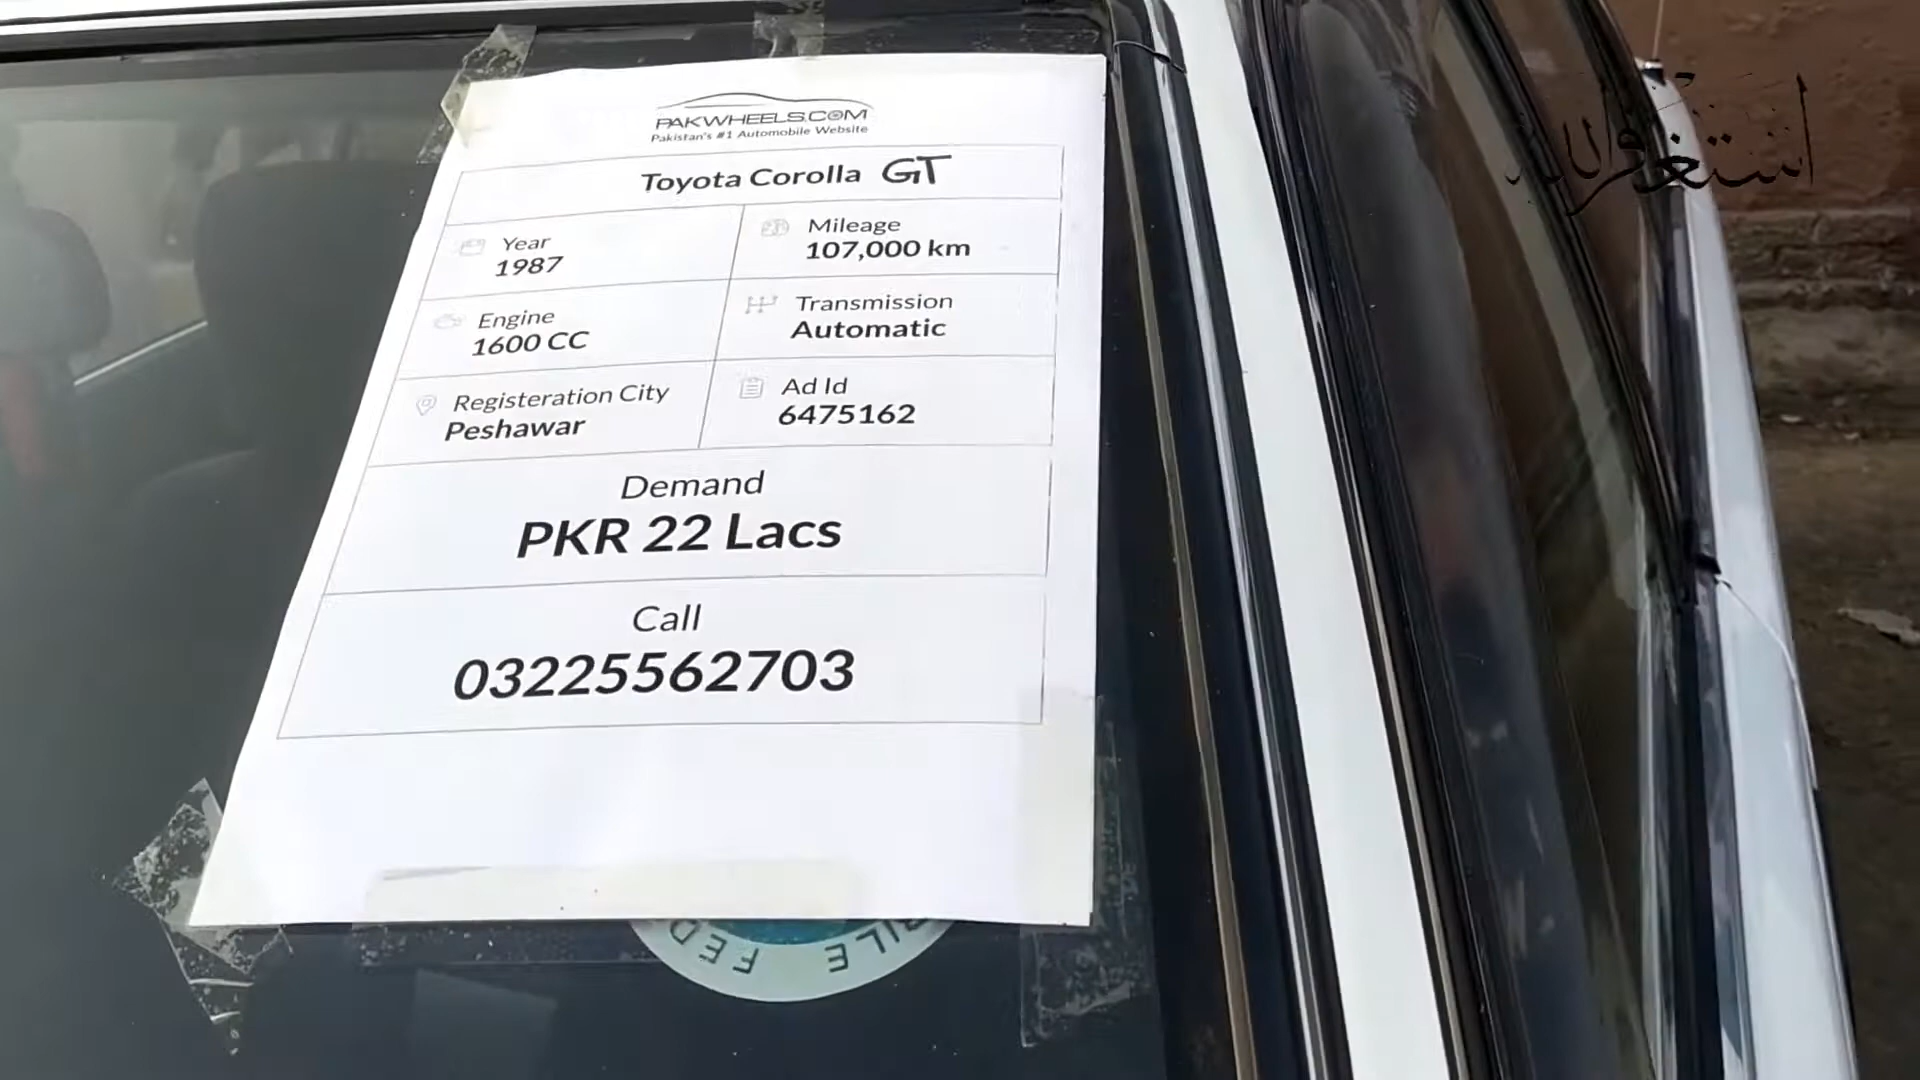 PAKWHEELS.COM
Pakistan's #1 Automobile Website
Toyota Corolla GT
Year
1987
Mileage
107,000 km
Engine
1600 CC
Transmission
Automatic
Registeration City
Peshawar
Ad Id
6475162
Demand
PKR 22 Lacs
Call
03225562703
استغفراللہ